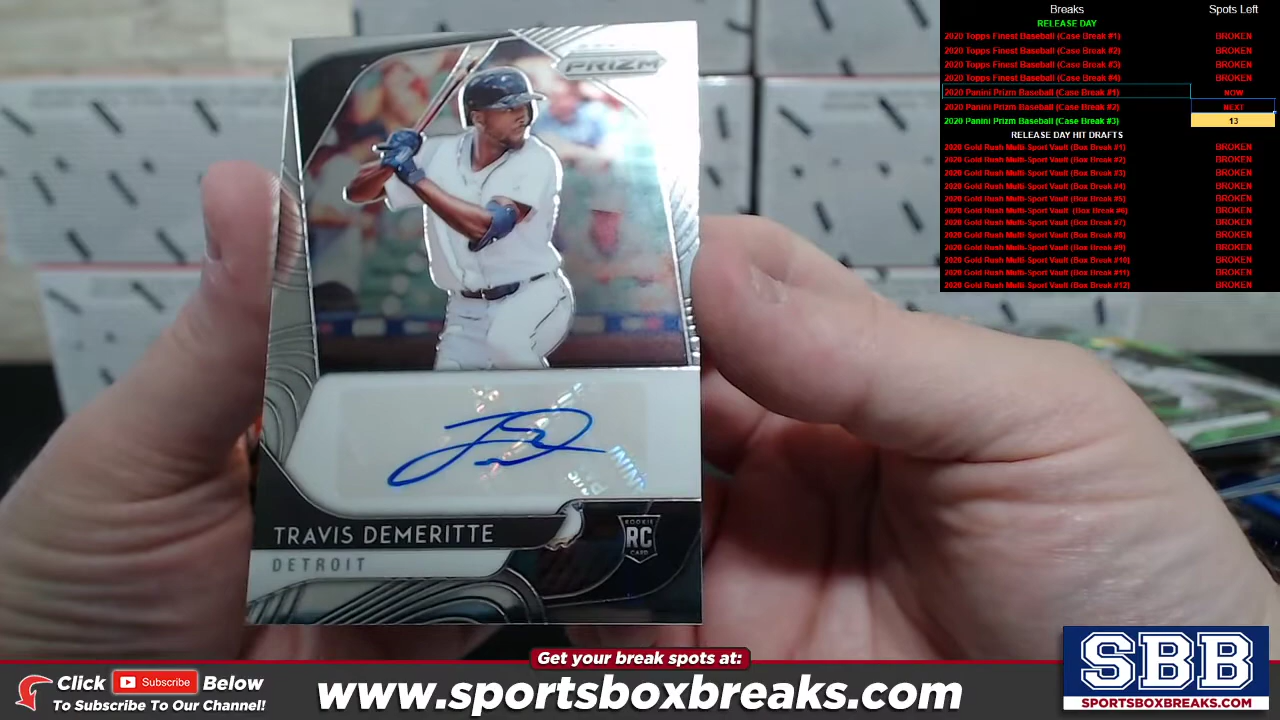 PRIZM
TRAVIS DEMERITTE
DETROIT
ROOKIE
RC
CARD
Breaks Spots Left
RELEASE DAY
2020 Topps Finest Baseball (Case Break #1) BROKEN
2020 Topps Finest Baseball (Case Break #2) BROKEN
2020 Topps Finest Baseball (Case Break #3) BROKEN
2020 Topps Finest Baseball (Case Break #4) BROKEN
2020 Panini Prizm Baseball (Case Break #1) NOW
2020 Panini Prizm Baseball (Case Break #2) NEXT
2020 Panini Prizm Baseball (Case Break #3) 13
RELEASE DAY HIT DRAFTS
2020 Gold Rush Multi-Sport Vault (Box Break #1) BROKEN
2020 Gold Rush Multi-Sport Vault (Box Break #2) BROKEN
2020 Gold Rush Multi-Sport Vault (Box Break #3) BROKEN
2020 Gold Rush Multi-Sport Vault (Box Break #4) BROKEN
2020 Gold Rush Multi-Sport Vault (Box Break #5) BROKEN
2020 Gold Rush Multi-Sport Vault (Box Break #6) BROKEN
2020 Gold Rush Multi-Sport Vault (Box Break #7) BROKEN
2020 Gold Rush Multi-Sport Vault (Box Break #8) BROKEN
2020 Gold Rush Multi-Sport Vault (Box Break #9) BROKEN
2020 Gold Rush Multi-Sport Vault (Box Break #10) BROKEN
2020 Gold Rush Multi-Sport Vault (Box Break #11) BROKEN
2020 Gold Rush Multi-Sport Vault (Box Break #12) BROKEN
Get your break spots at:
Click Subscribe Below
To Subscribe To Our Channel!
www.sportsboxbreaks.com
SBB
SPORTSBOXBREAKS.COM